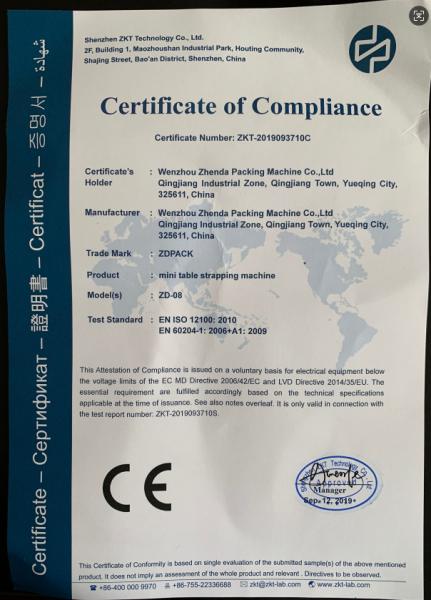 Shenzhen ZKT Technology Co., Ltd.
2F, Building 1, Maozhoushan Industrial Park, Houting Community,
Shajing Street, Bao'an District, Shenzhen, China
Certificate of Compliance
Certificate Number: ZKT-2019093710C
Certificate's Holder : Wenzhou Zhenda Packing Machine Co.,Ltd
Qingjiang Industrial Zone, Qingjiang Town, Yueqing City,
325611, China
Manufacturer : Wenzhou Zhenda Packing Machine Co.,Ltd
Qingjiang Industrial Zone, Qingjiang Town, Yueqing City,
325611, China
Trade Mark : ZDPACK
Product : mini table strapping machine
Model(s) : ZD-08
Test Standard : EN ISO 12100: 2010
EN 60204-1: 2006+A1: 2009
This Attestation of Compliance is issued on a voluntary basis for electrical equipment below
the voltage limits of the EC MD Directive 2006/42/EC and LVD Directive 2014/35/EU. The
essential requirement are fulfilled accordingly based on the technical specifications
applicable at the time of issuance. See also notes overleaf. It is only valid in connection with
the test report number: ZKT-2019093710S.
CE
Shenzhen ZKT Technology Co., Ltd
Approved
Manager
Sep. 12, 2019
This Certificate of Conformity is based on single evaluation of the submitted sample(s) of the above mentioned
product. It does not imply an assessment of the whole product and relevant . Directives to be observed.
+86-400 000 9970 +86-755-22336688 zkt@zkt-lab.com www.zkt-lab.com
Certificate – Сертификат – 證明書 – Certificat – 증명서 – شهادة